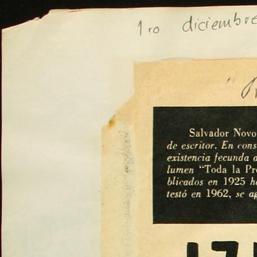 1ro diciembre
Salvador Novo
de escritor. En cons
existencia fecunda a
lumen "Toda la Pr
blicados en 1925 h
testó en 1962, se a